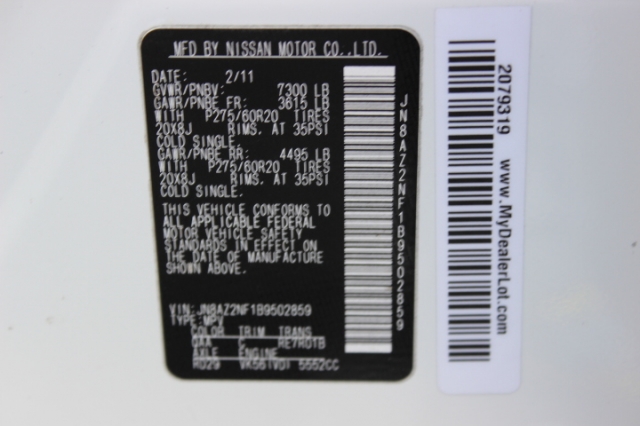 MFD BY NISSAN MOTOR CO.,LTD.
DATE: 2/11
GVWR/PNBV: 7300 LB
GAWR/PNBE FR: 3615 LB
WITH P275/60R20 TIRES
20X8J RIMS. AT 35PSI
COLD SINGLE.
GAWR/PNBE RR: 4495 LB
WITH P275/60R20 TIRES
20X8J RIMS. AT 35PSI
COLD SINGLE.
THIS VEHICLE CONFORMS TO
ALL APPLICABLE FEDERAL
MOTOR VEHICLE SAFETY
STANDARDS IN EFFECT ON
THE DATE OF MANUFACTURE
SHOWN ABOVE.
VIN: JN8AZ2NF1B9502859
TYPE: MPV
COLOR TRIM TRANS
QAA C RE7R01B
AXLE ENGINE
RD29 VK56(VD) 5552CC
JN8AZ2NF1B9502859
2079319 www.MyDealerLot.com